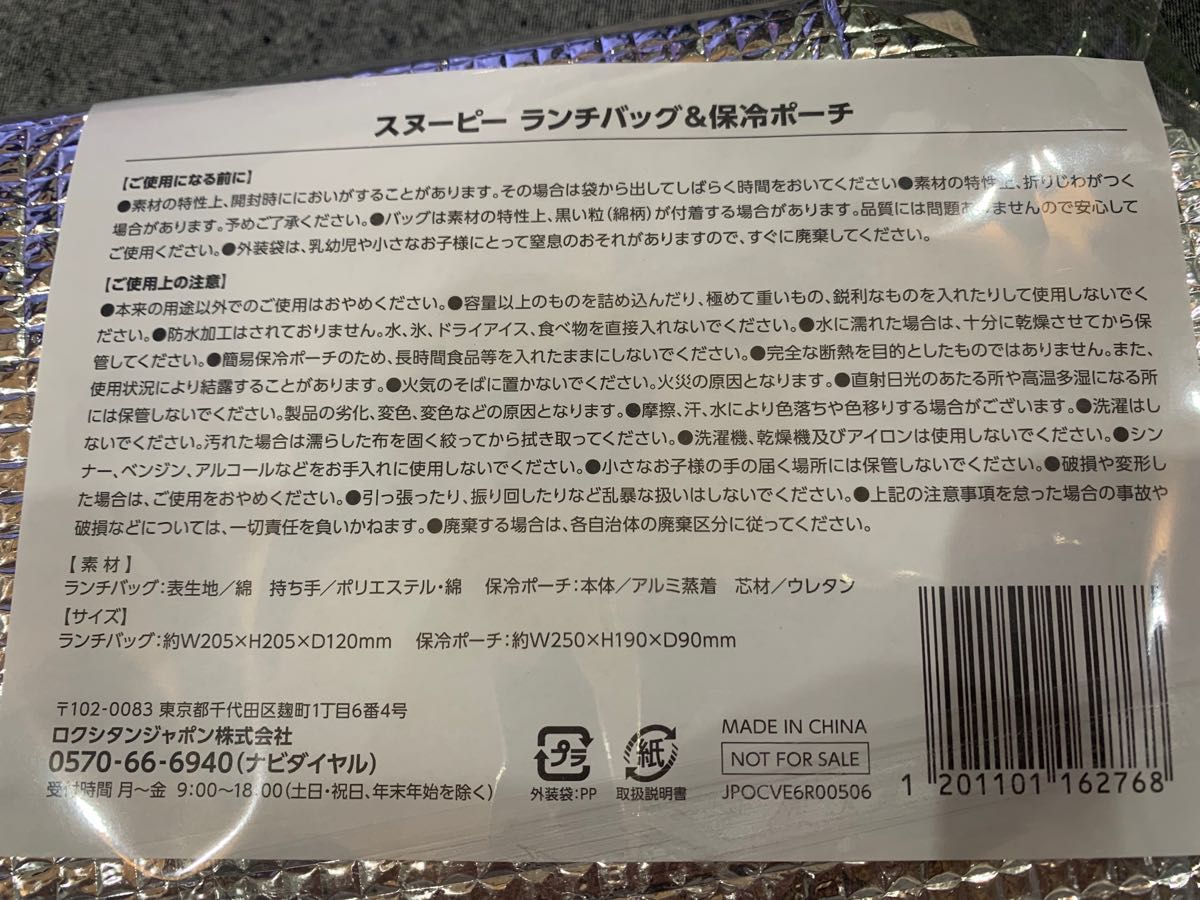 スヌーピー ランチバッグ&保冷ポーチ
【ご使用になる前に】
●素材の特性上、開封時ににおいがすることがあります。その場合は袋から出してしばらく時間をおいてください●素材の特性上、折りじわがつく
場合があります。予めご了承ください。●バッグは素材の特性上、黒い粒(綿柄)が付着する場合があります。品質には問題ありませんので安心して
ご使用ください。●外装袋は、乳幼児や小さなお子様にとって窒息のおそれがありますので、すぐに廃棄してください。
【ご使用上の注意】
●本来の用途以外でのご使用はおやめください。●容量以上のものを詰め込んだり、極めて重いもの、鋭利なものを入れたりして使用しないでく
ださい。●防水加工はされておりません。水、氷、ドライアイス、食べ物を直接入れないでください。●水に濡れた場合は、十分に乾燥させてから保
管してください。●簡易保冷ポーチのため、長時間食品等を入れたままにしないでください。●完全な断熱を目的としたものではありません。また、
使用状況により結露することがあります。●火気のそばに置かないでください。火災の原因となります。●直射日光のあたる所や高温多湿になる所
には保管しないでください。製品の劣化、変色、変色などの原因となります。●摩擦、汗、水により色落ちや色移りする場合がございます。●洗濯はし
ないでください。汚れた場合は濡らした布を固く絞ってから拭き取ってください。●洗濯機、乾燥機及びアイロンは使用しないでください。●シン
ナー、ベンジン、アルコールなどをお手入れに使用しないでください。●小さなお子様の手の届く場所には保管しないでください。●破損や変形し
た場合は、ご使用をおやめください。●引っ張ったり、振り回したりなど乱暴な扱いはしないでください。●上記の注意事項を怠った場合の事故や
破損などについては、一切責任を負いかねます。●廃棄する場合は、各自治体の廃棄区分に従ってください。
【素材】
ランチバッグ:表生地/綿 持ち手/ポリエステル・綿 保冷ポーチ:本体/アルミ蒸着 芯材/ウレタン
【サイズ】
ランチバッグ:約W205×H205×D120mm 保冷ポーチ:約W250×H190×D90mm
〒102-0083 東京都千代田区麹町1丁目6番4号
ロクシタンジャポン株式会社
0570-66-6940(ナビダイヤル)
受付時間 月~金 9:00~18:00(土日・祝日、年末年始を除く)
プラ
外装袋:PP
紙
取扱説明書
MADE IN CHINA
NOT FOR SALE
JPOCVE6R00506
1 201101 162768